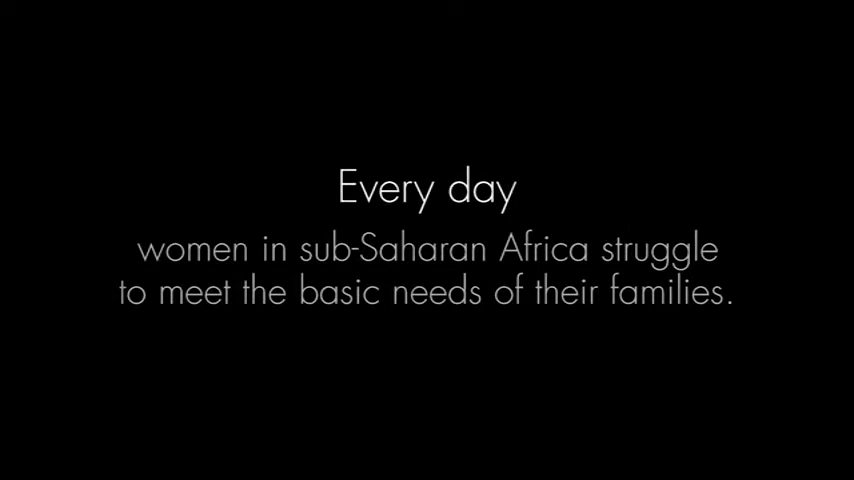 Every day
women in sub-Saharan Africa struggle
to meet the basic needs of their families.